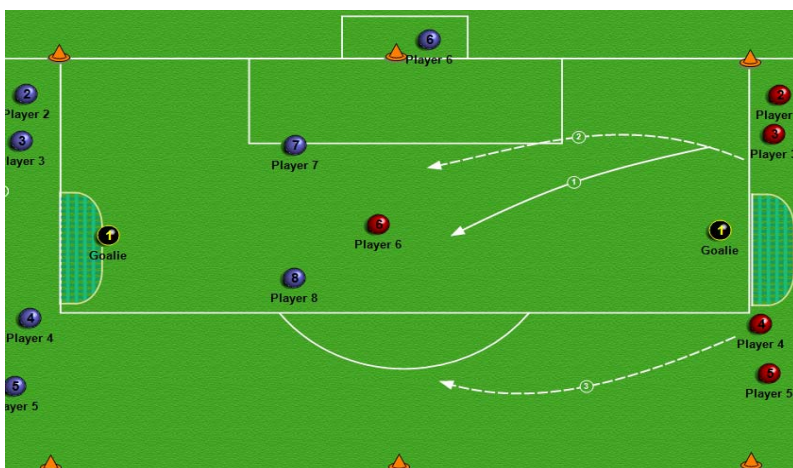 6
Player 6
2
Player 2
2
Player
3
layer 3
3
Player 3
7
Player 7
2
1
6
Player 6
1
Goalie
1
Goalie
8
Player 8
4
Player 4
4
Player 4
5
ayer 5
5
Player 5
3